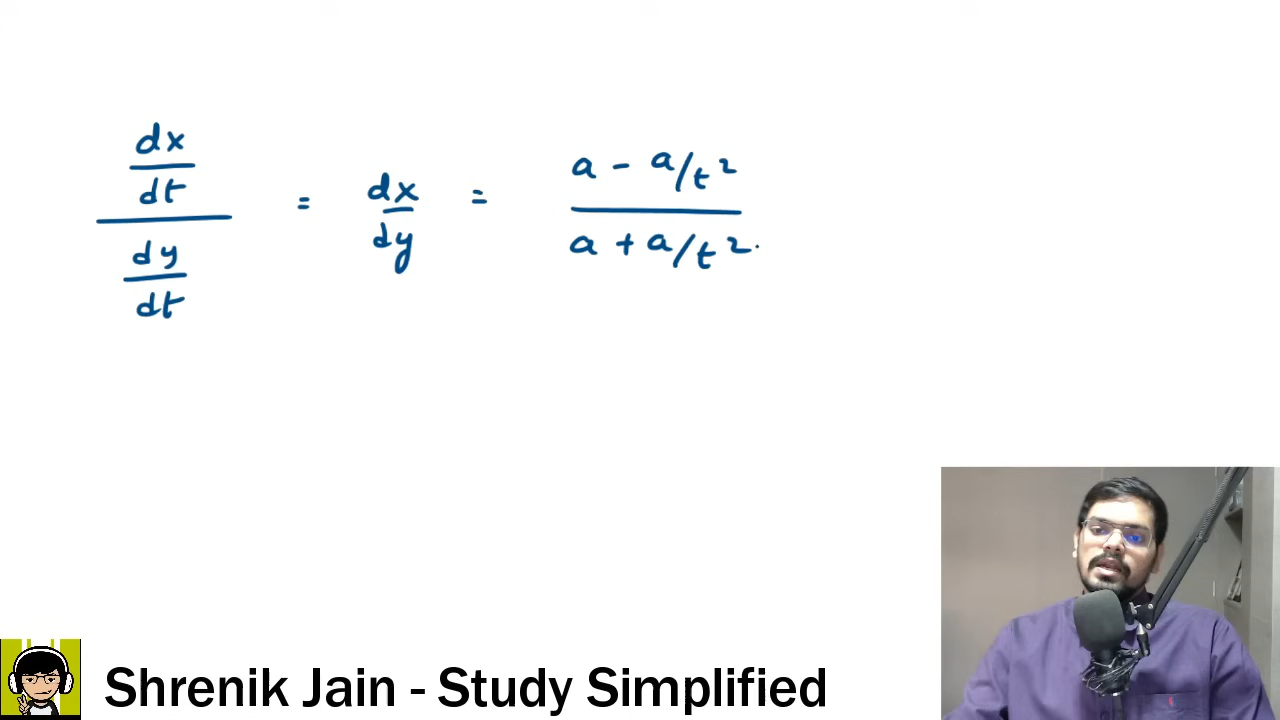 dx/dt / dy/dt = dx/dy = a - a/t² / a + a/t²
Shrenik Jain - Study Simplified